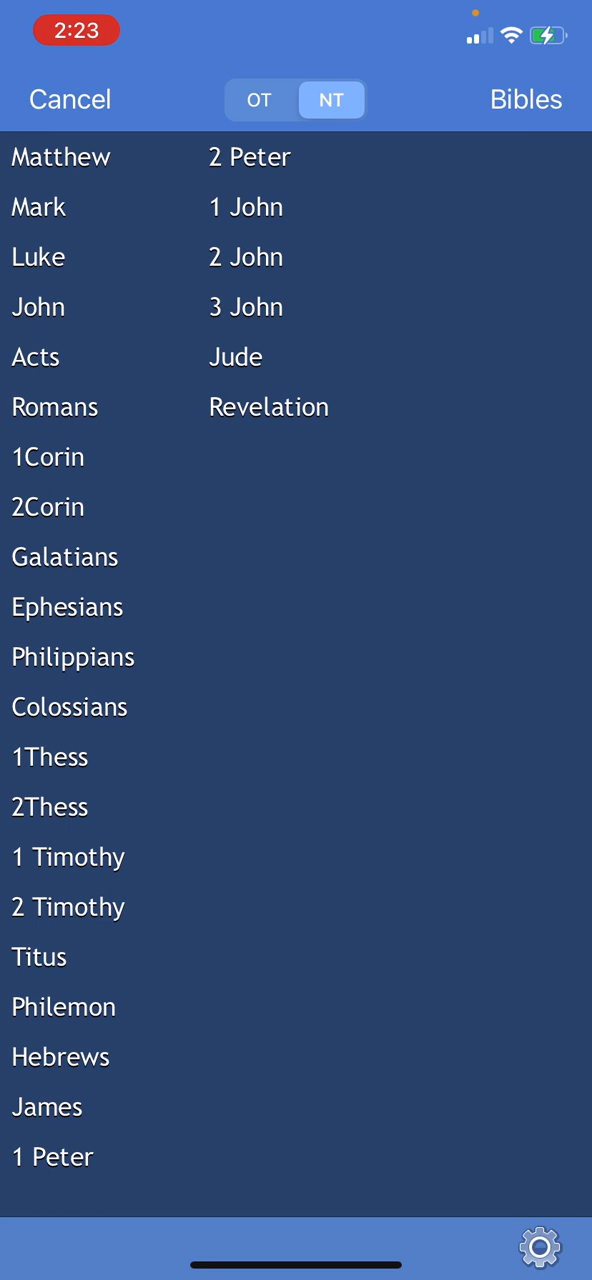 2:23
Cancel
OT
NT
Bibles
Matthew
Mark
Luke
John
Acts
Romans
1Corin
2Corin
Galatians
Ephesians
Philippians
Colossians
1Thess
2Thess
1 Timothy
2 Timothy
Titus
Philemon
Hebrews
James
1 Peter
2 Peter
1 John
2 John
3 John
Jude
Revelation